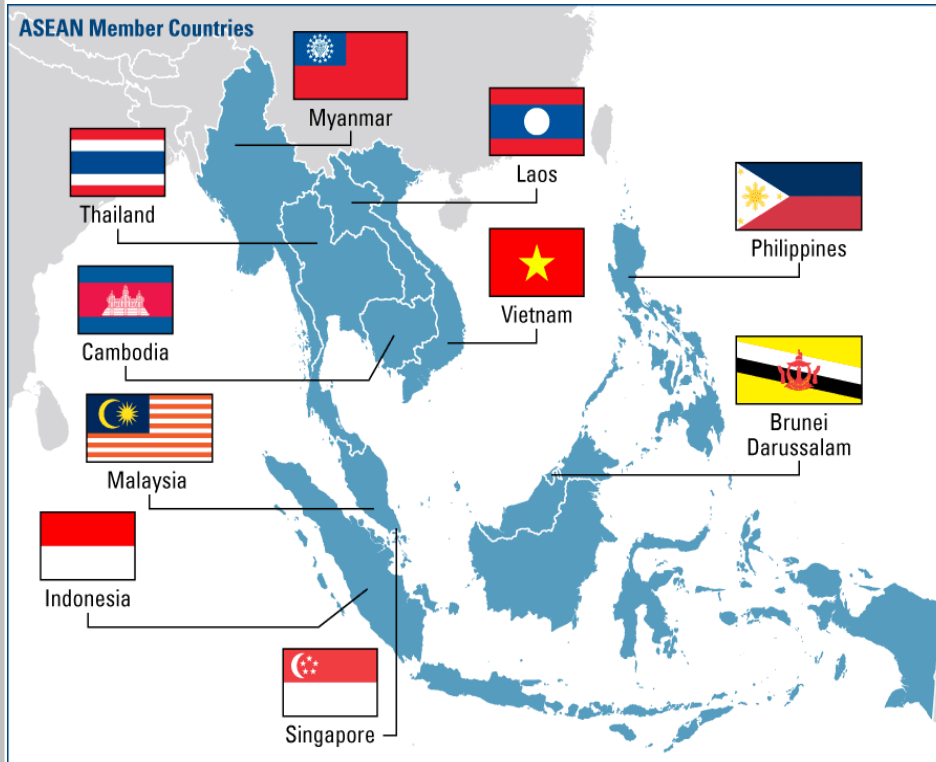 ASEAN Member Countries
Myanmar
Laos
Thailand
Philippines
Vietnam
Cambodia
Brunei
Darussalam
Malaysia
Indonesia
Singapore